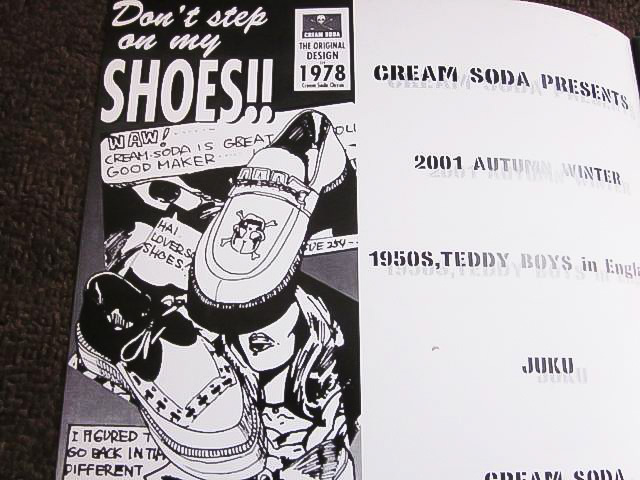 Don't step
on my
SHOES!!
CREAM SODA
THE ORIGINAL
DESIGN
1978
WAW!
CREAM-SODA IS GREAT
GOOD MAKER
HAI
LOVERS
SHOES.
I FIGURED
GO BACK IN
DIFFERENT
CREAM SODA PRESENTS
2001 AUTUMN WINTER
1950S, TEDDY BOYS in Engla
JUKU
CREAM SODA